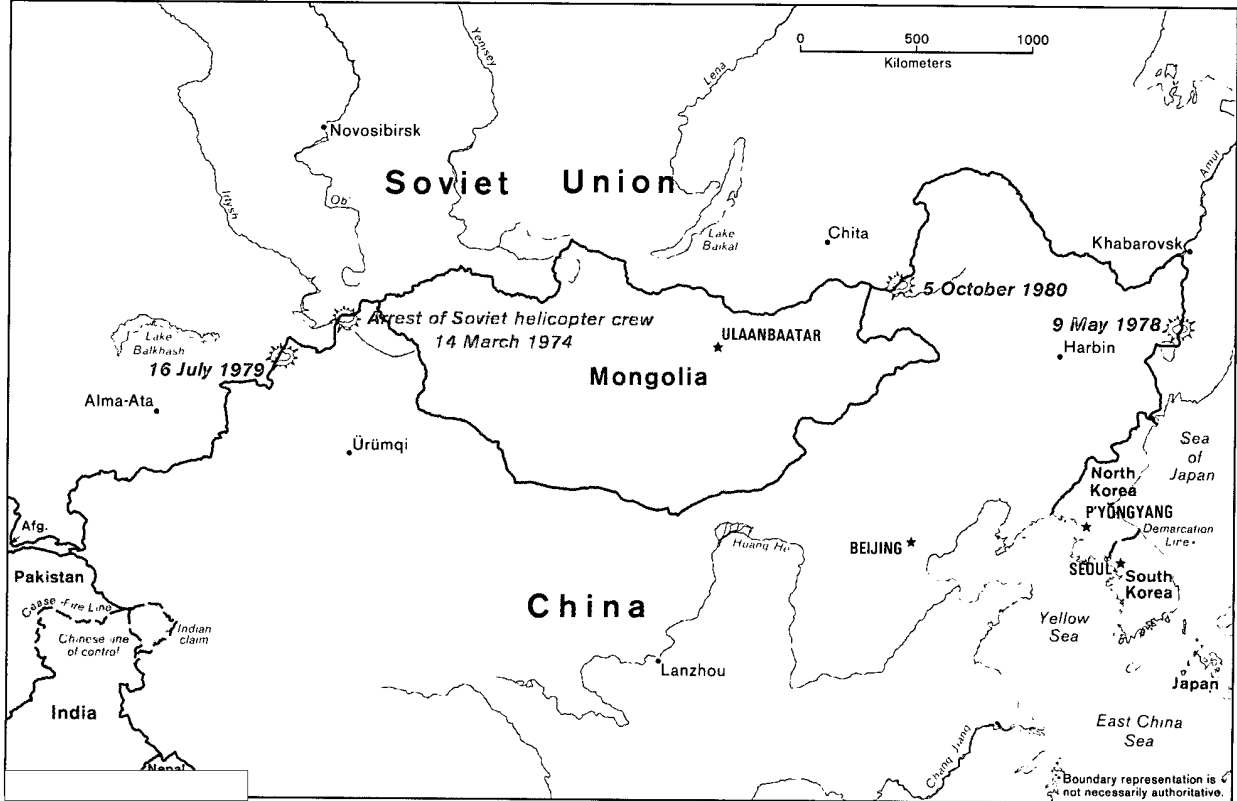 0 500 1000
Kilometers
Yenisey
Lena
Novosibirsk
Soviet Union
Irtysh
Ob'
Amur
Lake
Baikal
Chita
Khabarovsk
5 October 1980
Arrest of Soviet helicopter crew
14 March 1974
ULAANBAATAR
9 May 1978
Harbin
Lake
Balkhash
16 July 1979
Mongolia
Alma-Ata
Ürümqi
Sea
of
Japan
North
Korea
P'YONGYANG
Demarcation
Line
Afg.
Huang He
BEIJING
SEOUL
South
Korea
Pakistan
Cease-Fire Line
China
Indian
claim
Chinese line
of control
Yellow
Sea
Lanzhou
Japan
India
East China
Sea
Chang Jiang
Nepal
Boundary representation is
not necessarily authoritative.